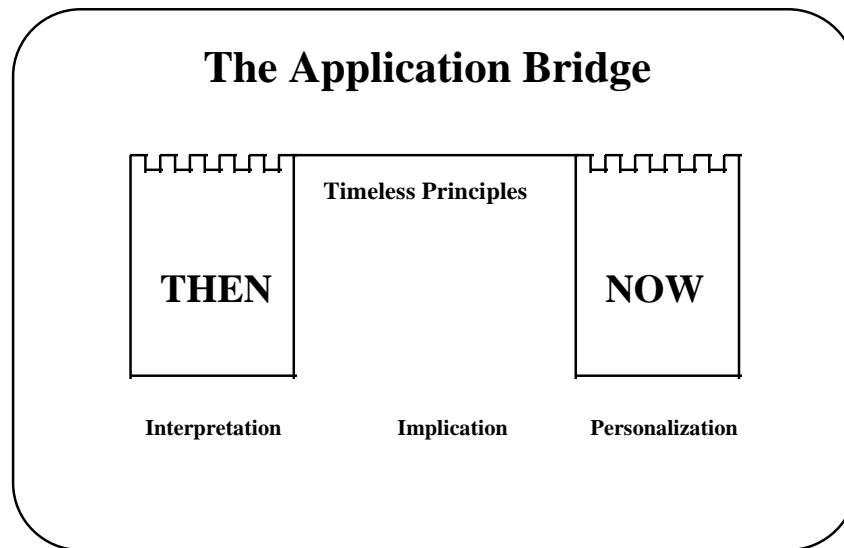 The Application Bridge
Timeless Principles
THEN NOW
Interpretation Implication Personalization